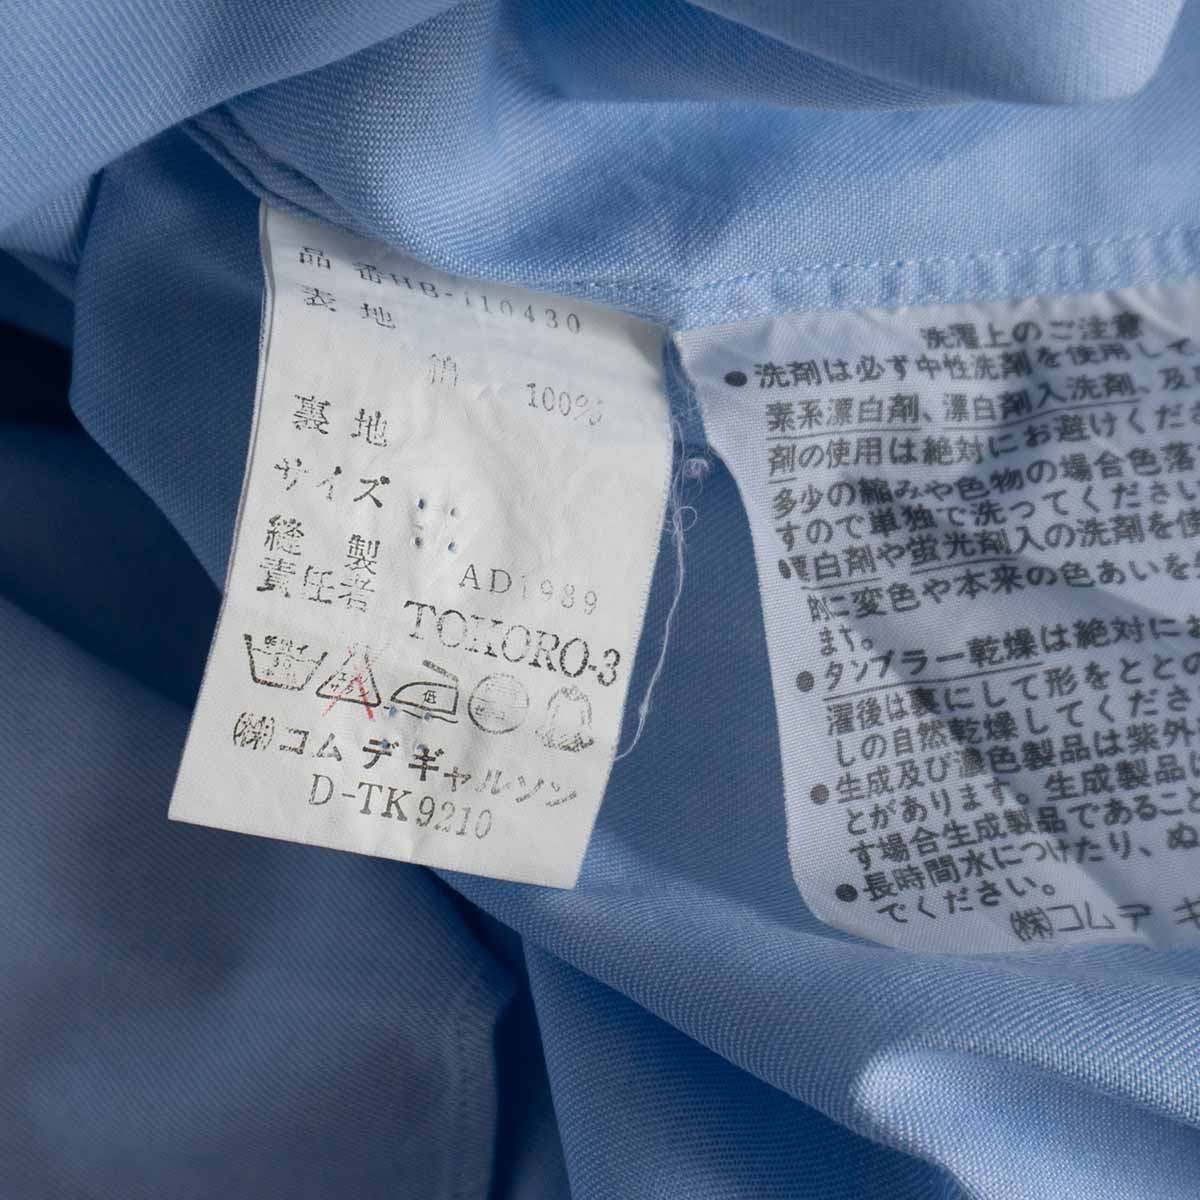 品番HB-110430
表地
綿 100%
裏地
サイズ
縫製 AD1989
責任者 TOKORO-3
低
㈱コムデギャルソン
D-TK9210
洗濯上のご注意
●洗剤は必ず中性洗剤を使用して
素系漂白剤、漂白剤入洗剤、及
剤の使用は絶対にお避けくだ
多少の縮みや色物の場合色落
すので単独で洗ってください
●漂白剤や蛍光剤入の洗剤を使
的に変色や本来の色あいを
ます。
●タンブラー乾燥は絶対にお
濯後は裏にして形をととの
しの自然乾燥してくださ
●生成及び濃色製品は紫外
とがあります。生成製品は
す場合生成製品であること
●長時間水につけたり、ぬ
でください。
㈱コムデ ギ